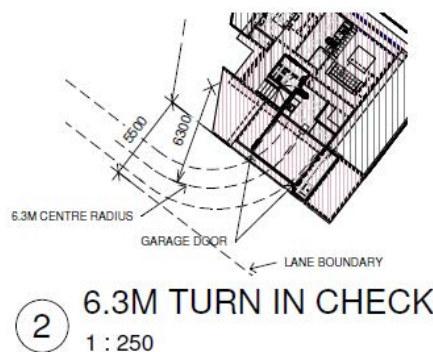 5500
6300
6.3M CENTRE RADIUS
GARAGE DOOR
LANE BOUNDARY
2 6.3M TURN IN CHECK
1 : 250